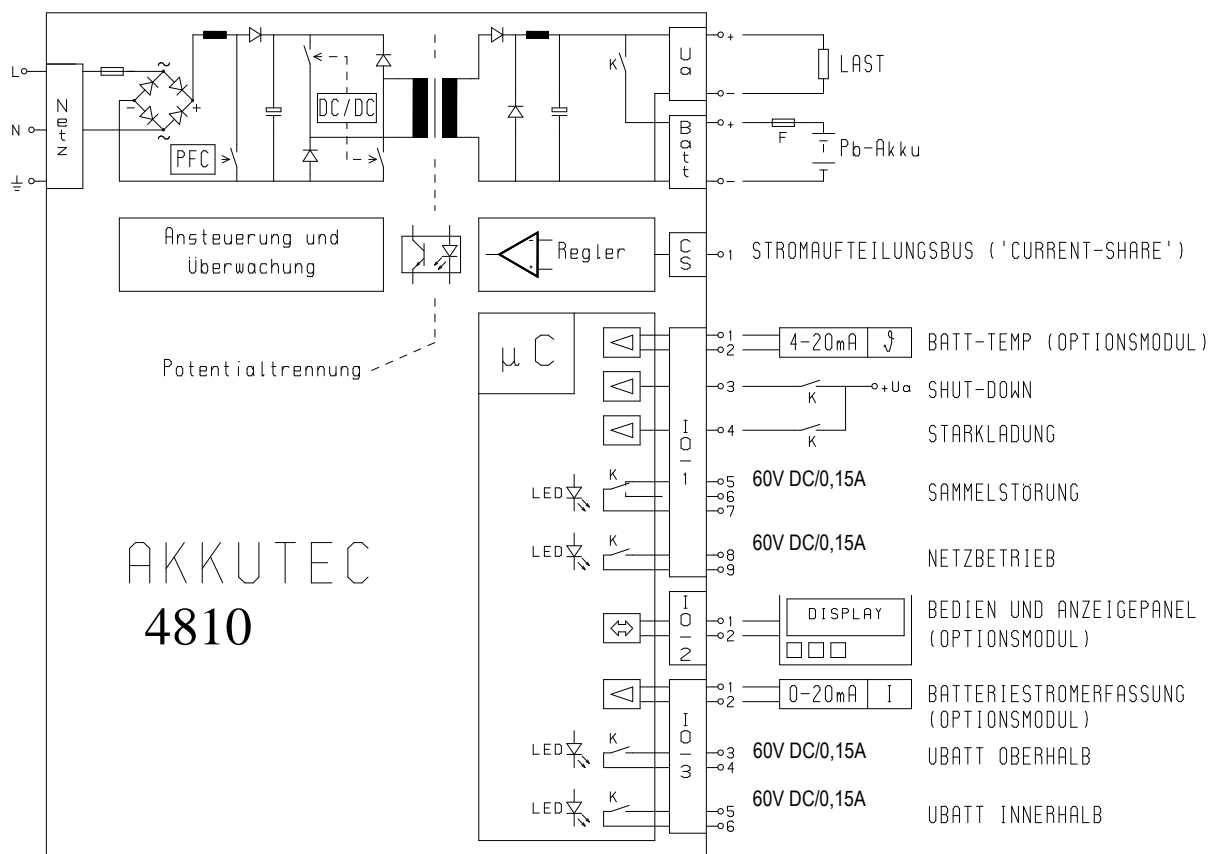 L
N
Netz
~
~
-
+
PFC
DC/DC
K
Ua
+
-
LAST
Batt
+
-
F
Pb-Akku
Ansteuerung und
Überwachung
Regler
CS
1
STROMAUFTEILUNGSBUS ('CURRENT-SHARE')
Potentialtrennung
µC
IO-1
1
2
4-20mA
ϑ
BATT-TEMP (OPTIONSMODUL)
3
K
+Ua
SHUT-DOWN
4
K
STARKLADUNG
LED
K
5
6
7
60V DC/0,15A
SAMMELSTÖRUNG
LED
K
8
9
60V DC/0,15A
NETZBETRIEB
AKKUTEC
4810
IO-2
1
2
DISPLAY
BEDIEN UND ANZEIGEPANEL
(OPTIONSMODUL)
IO-3
1
2
0-20mA
I
BATTERIESTROMERFASSUNG
(OPTIONSMODUL)
LED
K
3
4
60V DC/0,15A
UBATT OBERHALB
LED
K
5
6
60V DC/0,15A
UBATT INNERHALB